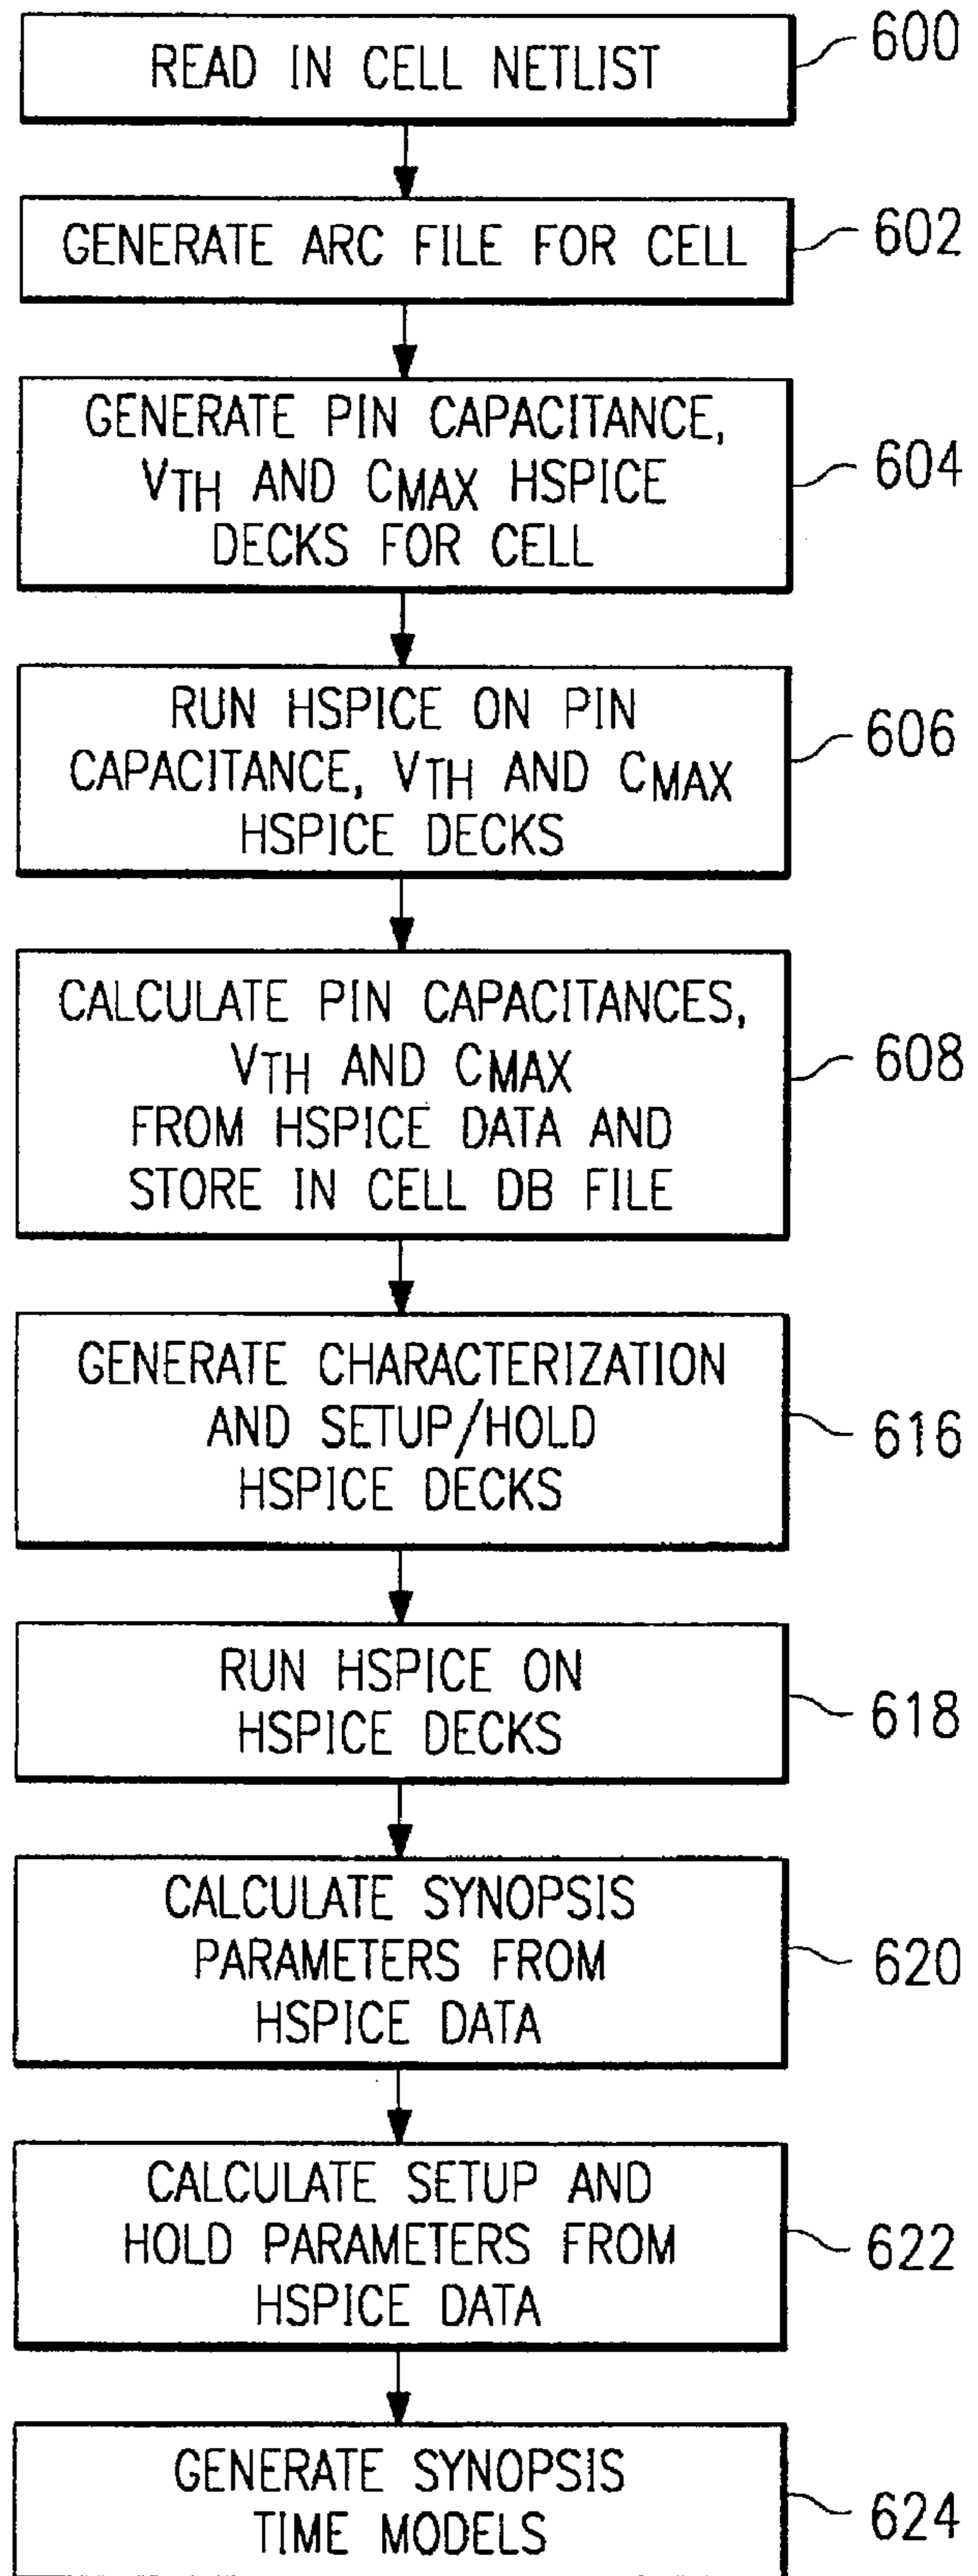 READ IN CELL NETLIST
600
GENERATE ARC FILE FOR CELL
602
GENERATE PIN CAPACITANCE,
VTH AND CMAX HSPICE
DECKS FOR CELL
604
RUN HSPICE ON PIN
CAPACITANCE, VTH AND CMAX
HSPICE DECKS
606
CALCULATE PIN CAPACITANCES,
VTH AND CMAX
FROM HSPICE DATA AND
STORE IN CELL DB FILE
608
GENERATE CHARACTERIZATION
AND SETUP/HOLD
HSPICE DECKS
616
RUN HSPICE ON
HSPICE DECKS
618
CALCULATE SYNOPSIS
PARAMETERS FROM
HSPICE DATA
620
CALCULATE SETUP AND
HOLD PARAMETERS FROM
HSPICE DATA
622
GENERATE SYNOPSIS
TIME MODELS
624